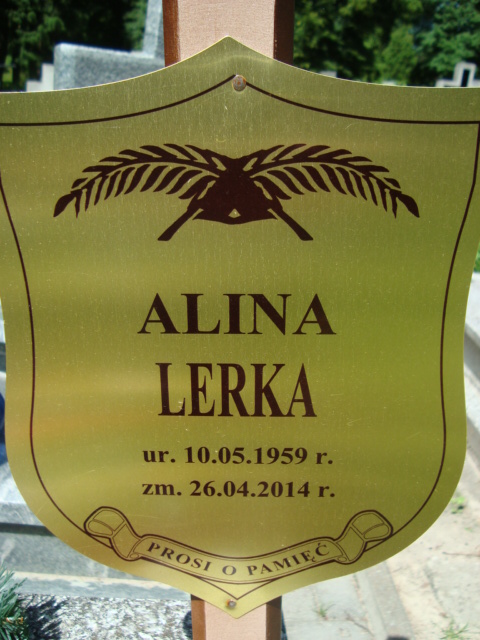 ALINA
LERKA
ur. 10.05.1959 r.
zm. 26.04.2014 r.
PROSI O PAMIĘĆ